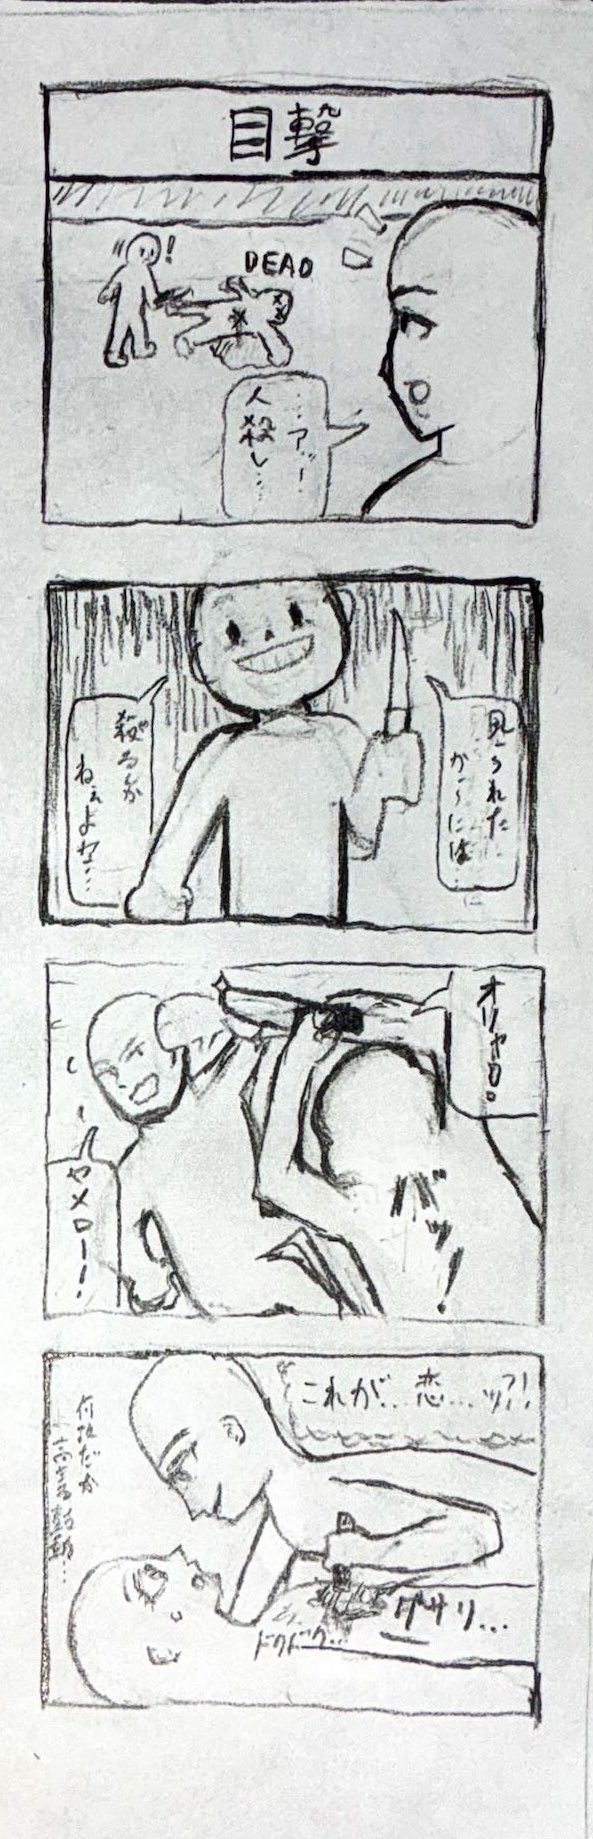 目撃
DEAD
!
…アッ…
人殺し…
見られた
からには…
殺るしか
ねぇよな…
オリャア。
ヤメロー!
バッ!
これが…恋…ッ?!
何故だか
高まる鼓動…
グサリ…
ドクドク…